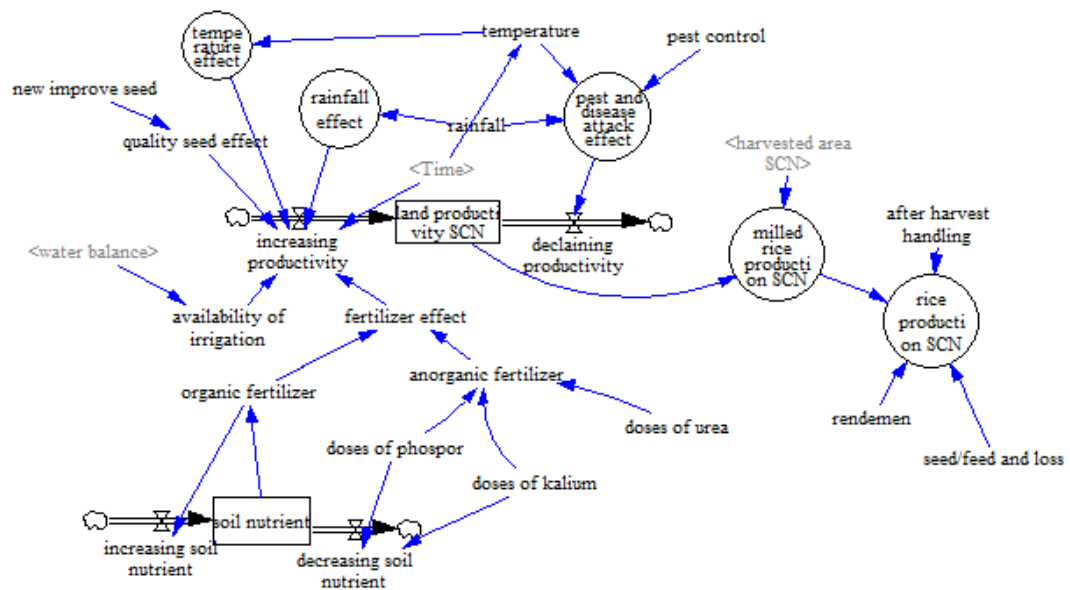 tempe
rature
effect
temperature
pest control
new improve seed
rainfall
effect
pest and
disease
attack
effect
rainfall
quality seed effect
<Time>
<harvested area
SCN>
land producti
vity SCN
after harvest
handling
increasing
productivity
declaining
productivity
milled
rice
producti
on SCN
<water balance>
rice
producti
on SCN
availability of
irrigation
fertilizer effect
anorganic fertilizer
organic fertilizer
rendemen
doses of urea
doses of phospor
seed/feed and loss
doses of kalium
soil nutrient
increasing soil
nutrient
decreasing soil
nutrient